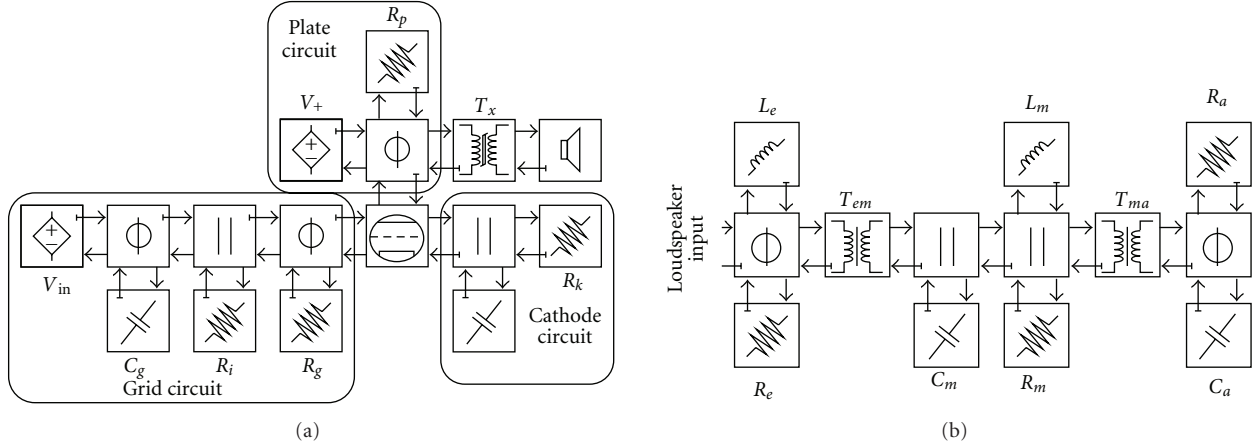 Plate
circuit
R_p
V_+
T_x
V_in
C_g
R_i
R_g
Grid circuit
R_k
Cathode
circuit
(a)
Loudspeaker
input
L_e
R_e
T_em
C_m
L_m
R_m
T_ma
R_a
C_a
(b)